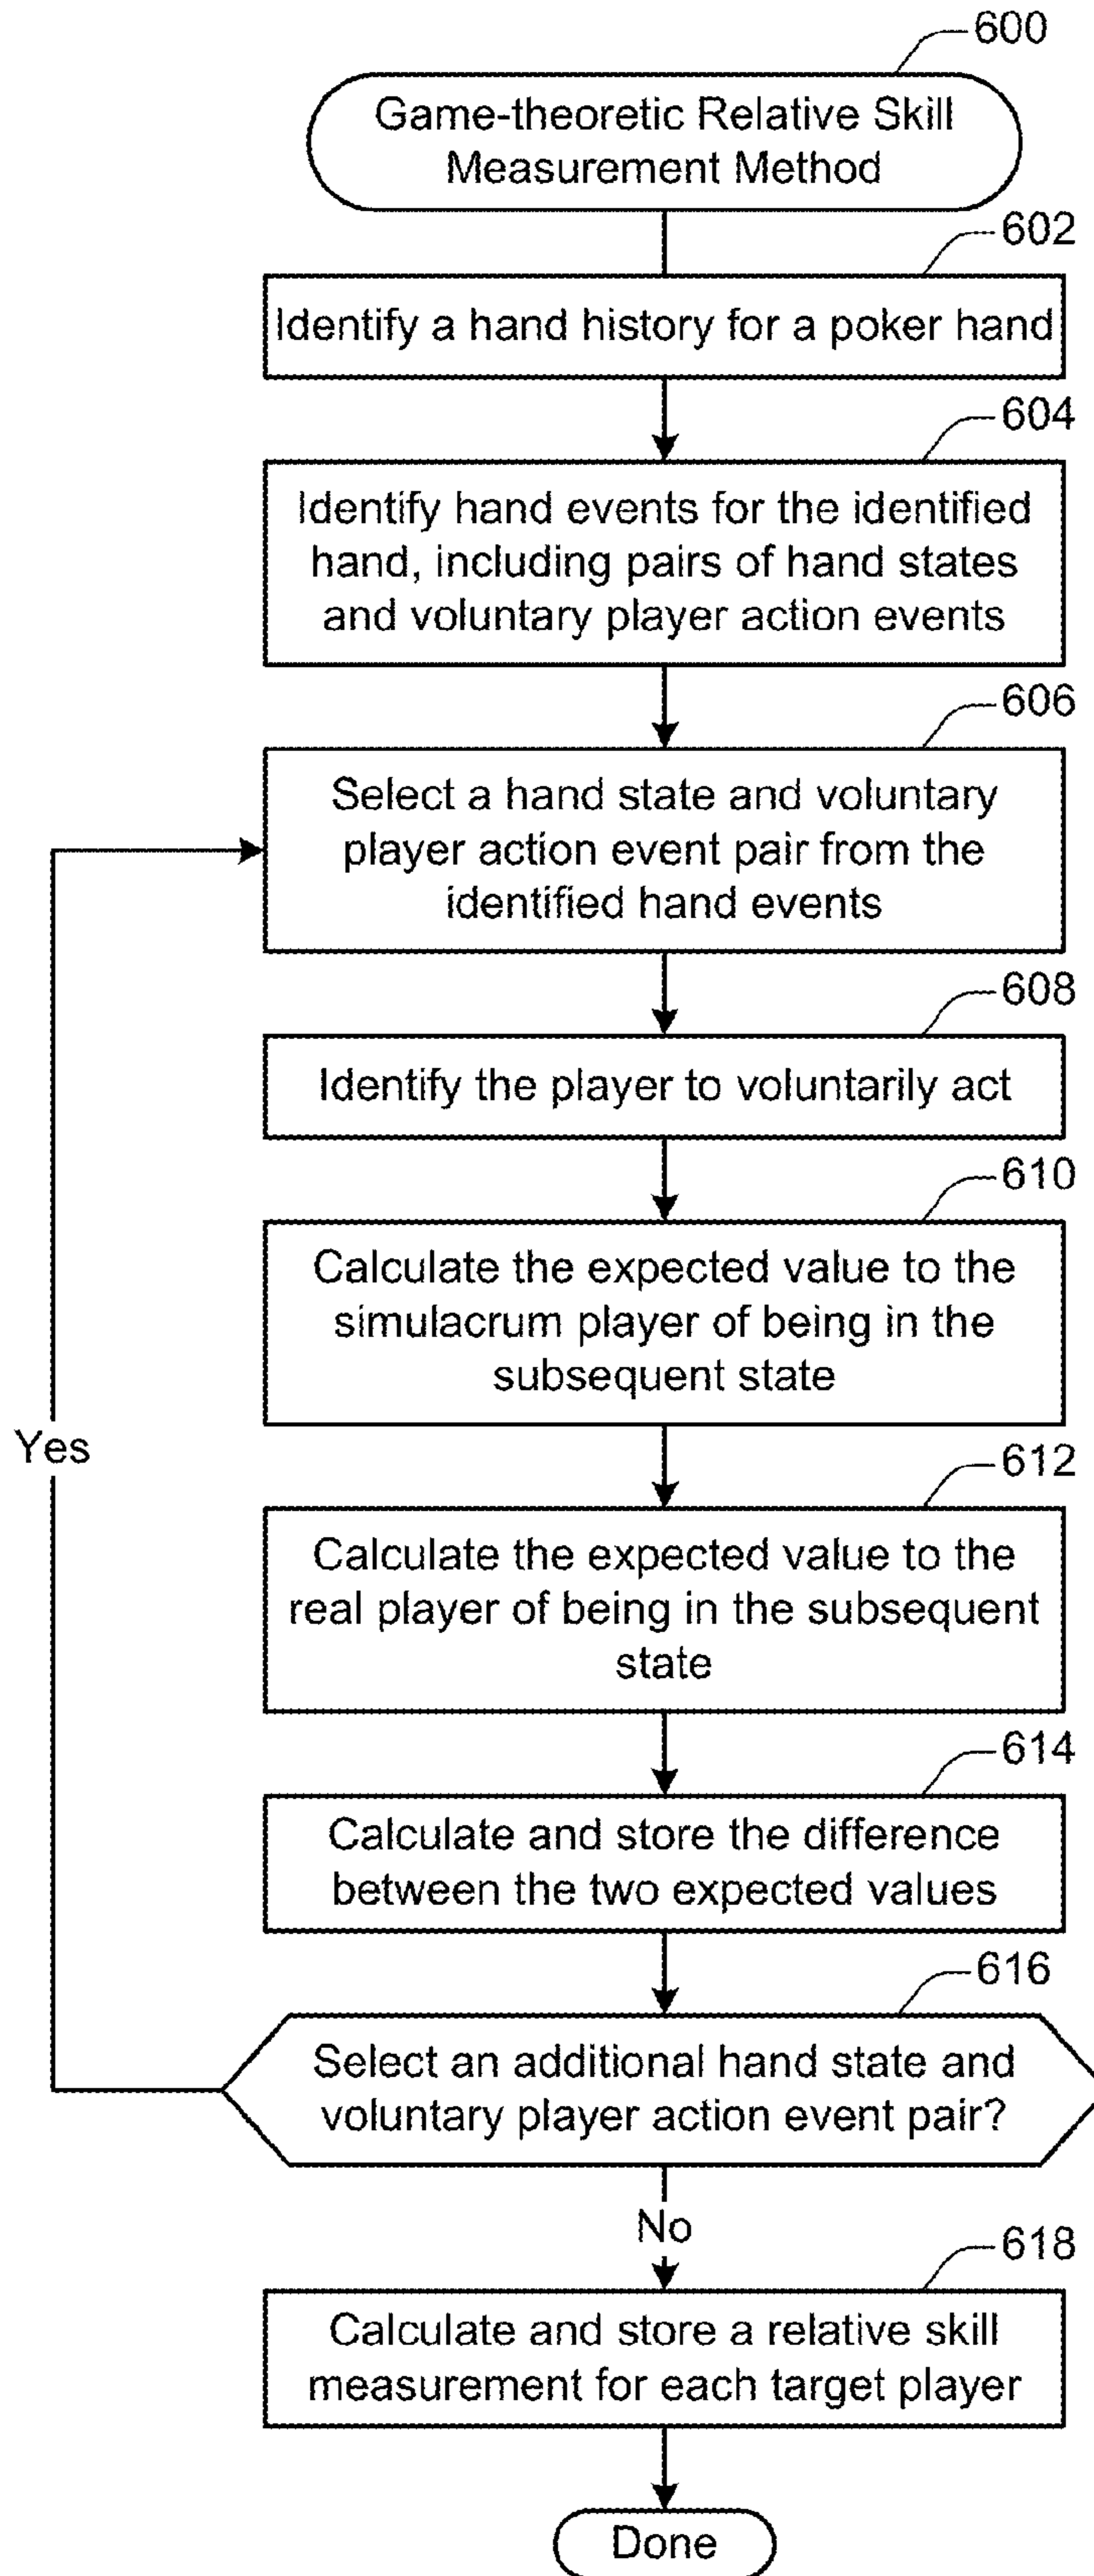 600
Game-theoretic Relative Skill
Measurement Method
602
Identify a hand history for a poker hand
604
Identify hand events for the identified
hand, including pairs of hand states
and voluntary player action events
606
Select a hand state and voluntary
player action event pair from the
identified hand events
608
Identify the player to voluntarily act
610
Calculate the expected value to the
simulacrum player of being in the
subsequent state
Yes
612
Calculate the expected value to the
real player of being in the subsequent
state
614
Calculate and store the difference
between the two expected values
616
Select an additional hand state and
voluntary player action event pair?
No
618
Calculate and store a relative skill
measurement for each target player
Done